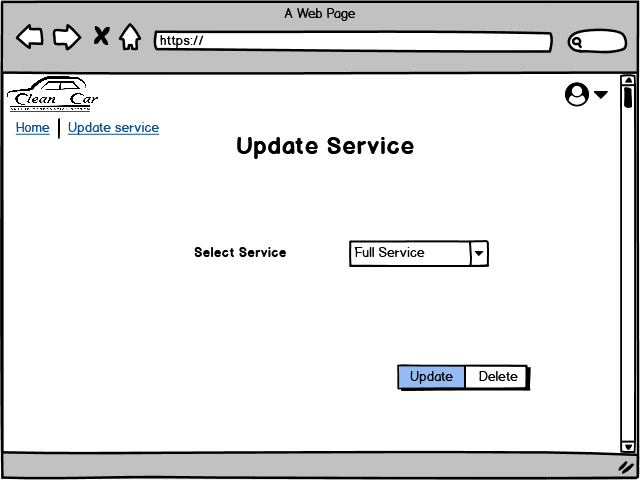 A Web Page
https://
Clean Car
Home | Update service
Update Service
Select Service
Full Service
Update
Delete